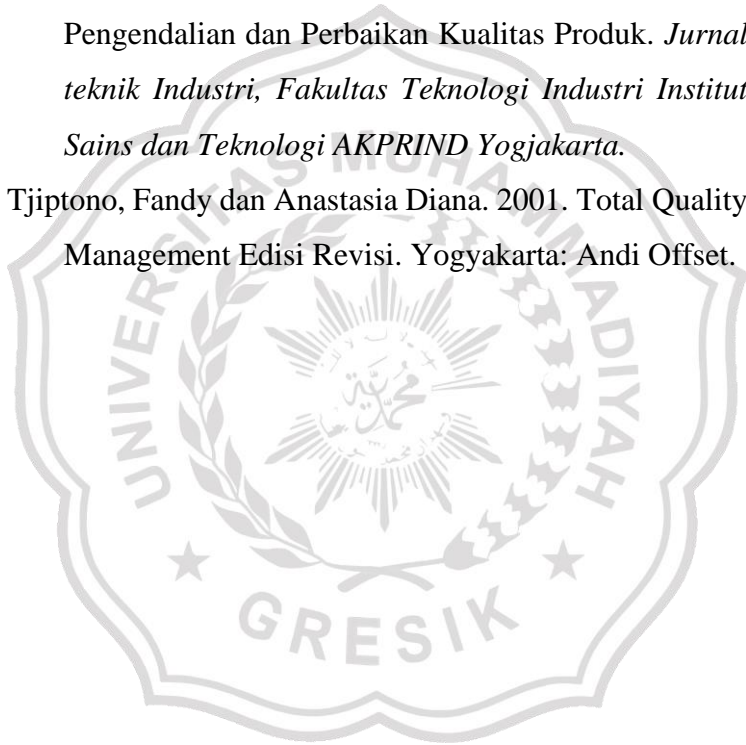 Pengendalian dan Perbaikan Kualitas Produk. Jurnal
teknik Industri, Fakultas Teknologi Industri Institut
Sains dan Teknologi AKPRIND Yogjakarta.
Tjiptono, Fandy dan Anastasia Diana. 2001. Total Quality
Management Edisi Revisi. Yogyakarta: Andi Offset.
UNIVERSITAS MUHAMMADIYAH
GRESIK